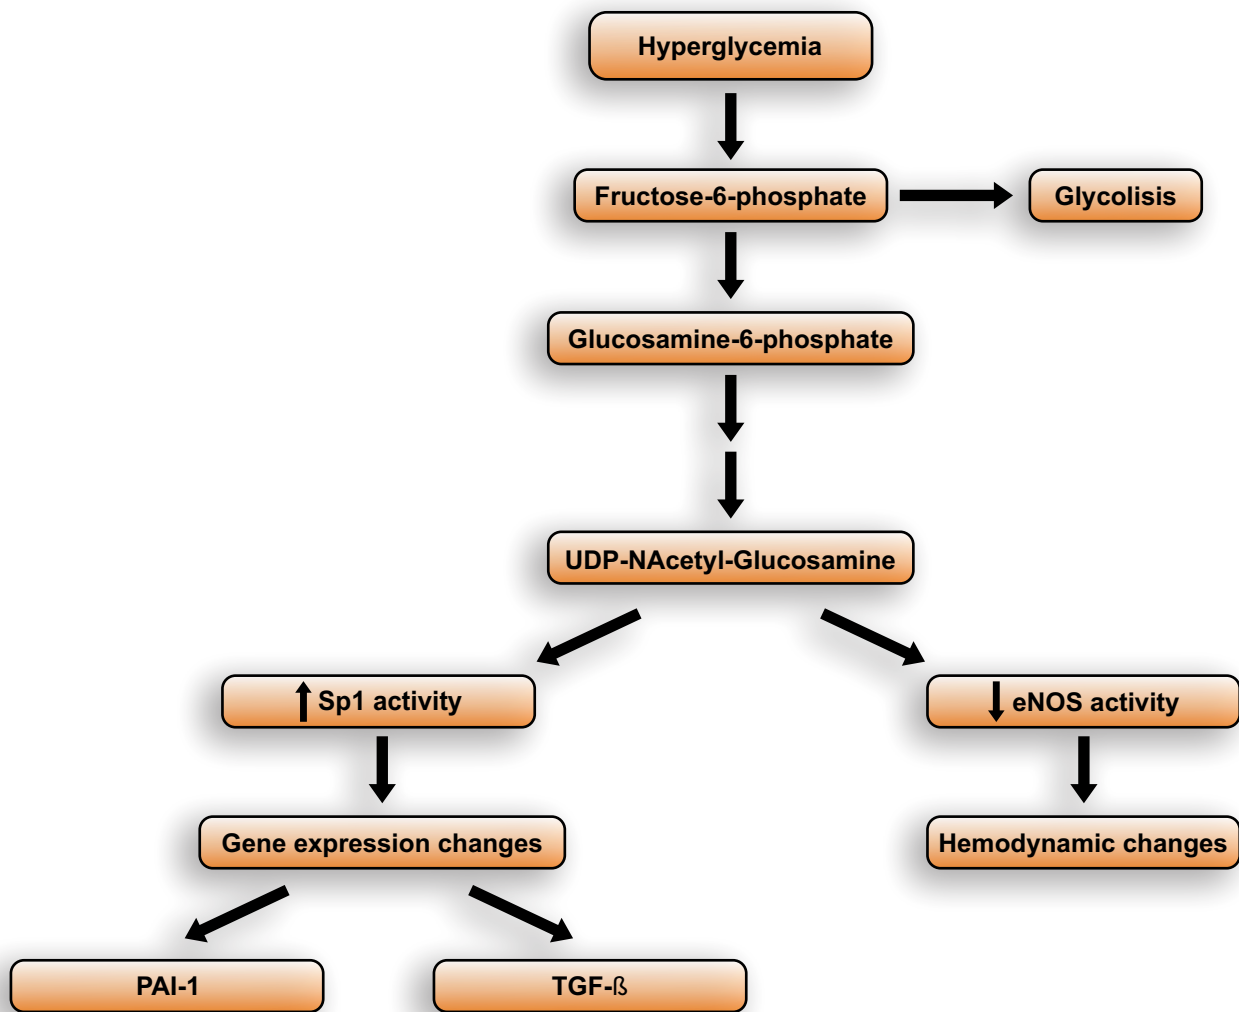 Hyperglycemia
Fructose-6-phosphate
Glycolisis
Glucosamine-6-phosphate
UDP-NAcetyl-Glucosamine
Sp1 activity
eNOS activity
Gene expression changes
Hemodynamic changes
PAI-1
TGF-ß